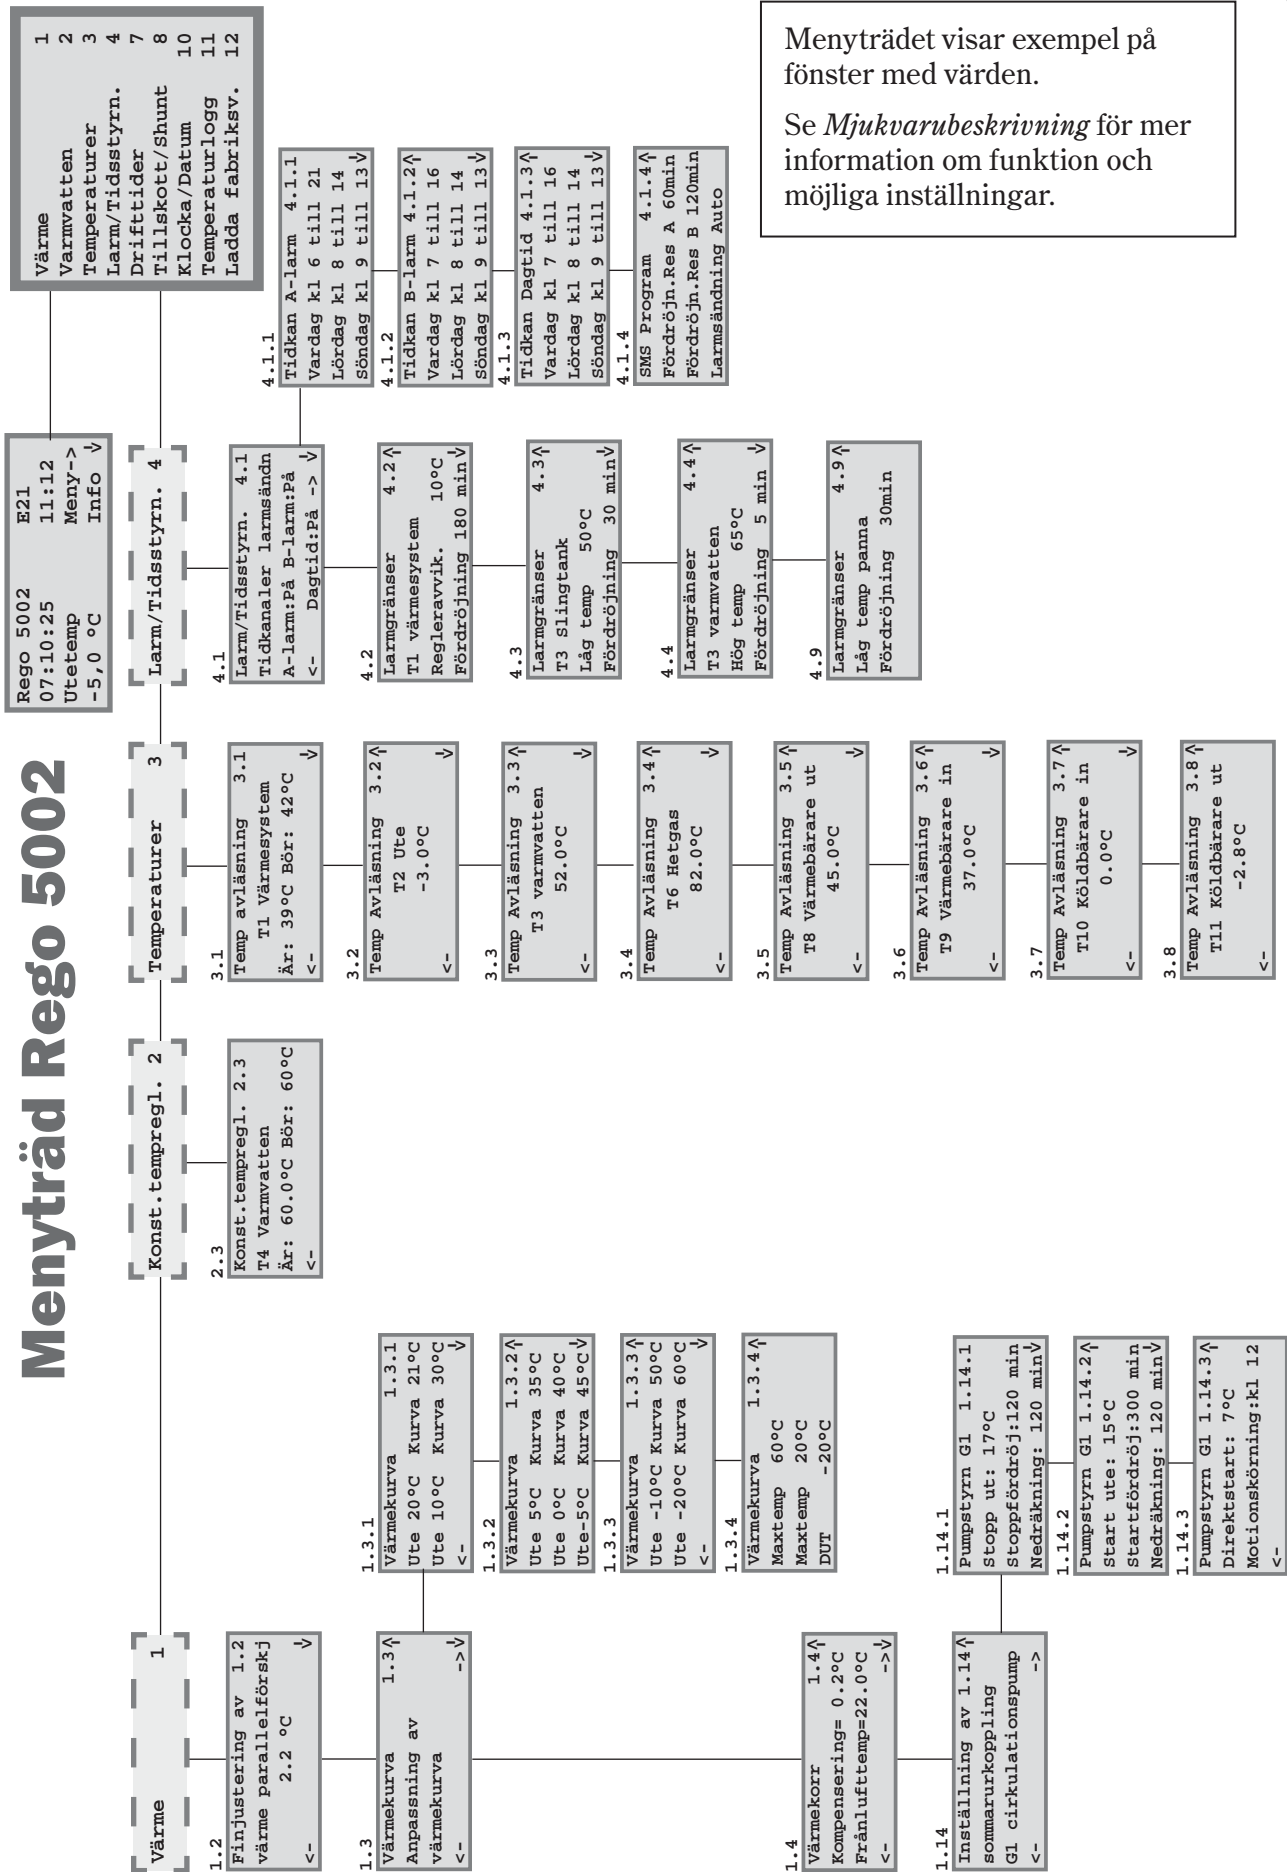 Menyträd Rego 5002
Rego 5002 E21
07:10:25 11:12
Utetemp Meny->
-5,0 °C Info
Värme 1
Varmvatten 2
Temperaturer 3
Larm/Tidsstyrn. 4
Drifttider 7
Tillskott/Shunt 8
Klocka/Datum 10
Temperaturlogg 11
Ladda fabriksv. 12
Värme 1
1.2
Finjustering av 1.2
värme parallelförskj
2.2 °C
<-
1.3
Värmekurva 1.3
Anpassning av
värmekurva
<- ->
1.3.1
Värmekurva 1.3.1
Ute 20°C Kurva 21°C
Ute 10°C Kurva 30°C
<-
1.3.2
Värmekurva 1.3.2
Ute 5°C Kurva 35°C
Ute 0°C Kurva 40°C
Ute-5°C Kurva 45°C
1.3.3
Värmekurva 1.3.3
Ute -10°C Kurva 50°C
Ute -20°C Kurva 60°C
<-
1.3.4
Värmekurva 1.3.4
Maxtemp 60°C
Maxtemp 20°C
DUT -20°C
1.4
Värmekorr 1.4
Kompensering= 0.2°C
Frånlufttemp=22.0°C
<- ->
1.14
Inställning av 1.14
sommarurkoppling
G1 cirkulationspump
<- ->
1.14.1
Pumpstyrn G1 1.14.1
Stopp ut: 17°C
Stoppfördröj:120 min
Nedräkning: 120 min
1.14.2
Pumpstyrn G1 1.14.2
Start ute: 15°C
Startfördröj:300 min
Nedräkning: 120 min
1.14.3
Pumpstyrn G1 1.14.3
Direktstart: 7°C
Motionskörning:kl 12
<-
Konst.tempregl. 2
2.3
Konst.tempregl. 2.3
T4 Varmvatten
Är: 60.0°C Bör: 60°C
<-
Temperaturer 3
3.1
Temp avläsning 3.1
T1 Värmesystem
Är: 39°C Bör: 42°C
<-
3.2
Temp Avläsning 3.2
T2 Ute
-3.0°C
<-
3.3
Temp Avläsning 3.3
T3 varmvatten
52.0°C
<-
3.4
Temp Avläsning 3.4
T6 Hetgas
82.0°C
<-
3.5
Temp Avläsning 3.5
T8 Värmebärare ut
45.0°C
<-
3.6
Temp Avläsning 3.6
T9 Värmebärare in
37.0°C
<-
3.7
Temp Avläsning 3.7
T10 Köldbärare in
0.0°C
<-
3.8
Temp Avläsning 3.8
T11 Köldbärare ut
-2.8°C
<-
Larm/Tidsstyrn. 4
4.1
Larm/Tidsstyrn. 4.1
Tidkanaler larmsändn
A-larm:På B-larm:På
<- Dagtid:På ->
4.2
Larmgränser 4.2
T1 värmesystem
Regleravvik. 10°C
Fördröjning 180 min
4.3
Larmgränser 4.3
T3 Slingtank
Låg temp 50°C
Fördröjning 30 min
4.4
Larmgränser 4.4
T3 varmvatten
Hög temp 65°C
Fördröjning 5 min
4.9
Larmgränser 4.9
Låg temp panna
Fördröjning 30min
4.1.1
Tidkan A-larm 4.1.1
Vardag kl 6 till 21
Lördag kl 8 till 14
Söndag kl 9 till 13
4.1.2
Tidkan B-larm 4.1.2
Vardag kl 7 till 16
Lördag kl 8 till 14
Söndag kl 9 till 13
4.1.3
Tidkan Dagtid 4.1.3
Vardag kl 7 till 16
Lördag kl 8 till 14
Söndag kl 9 till 13
4.1.4
SMS Program 4.1.4
Fördröjn.Res A 60min
Fördröjn.Res B 120min
Larmsändning Auto
Menyträdet visar exempel på
fönster med värden.
Se Mjukvarubeskrivning för mer
information om funktion och
möjliga inställningar.